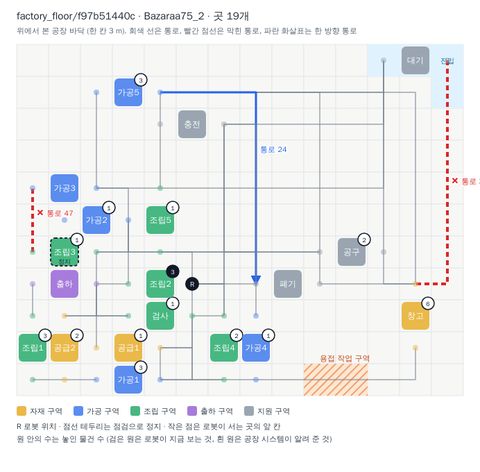 factory_floor/f97b51440c · Bazaraa75_2 · 곳 19개
위에서 본 공장 바닥 (한 칸 3 m). 회색 선은 통로, 빨간 점선은 막힌 통로, 파란 화살표는 한 방향 통로
대기
전립
가공5
3
충전
통로 24
통로 3
가공3
통로 47
가공2
1
조립5
1
조립3
1
정지
공구
2
출하
조립2
3
R
폐기
검사
1
창고
6
조립1
3
공급2
2
공급1
1
조립4
2
가공4
1
용접 작업 구역
가공1
3
자재 구역
가공 구역
조립 구역
출하 구역
지원 구역
R 로봇 위치 · 점선 테두리는 점검으로 정지 · 작은 점은 로봇이 서는 곳의 앞 칸
원 안의 수는 놓인 물건 수 (검은 원은 로봇이 지금 보는 것, 흰 원은 공장 시스템이 알려 준 것)